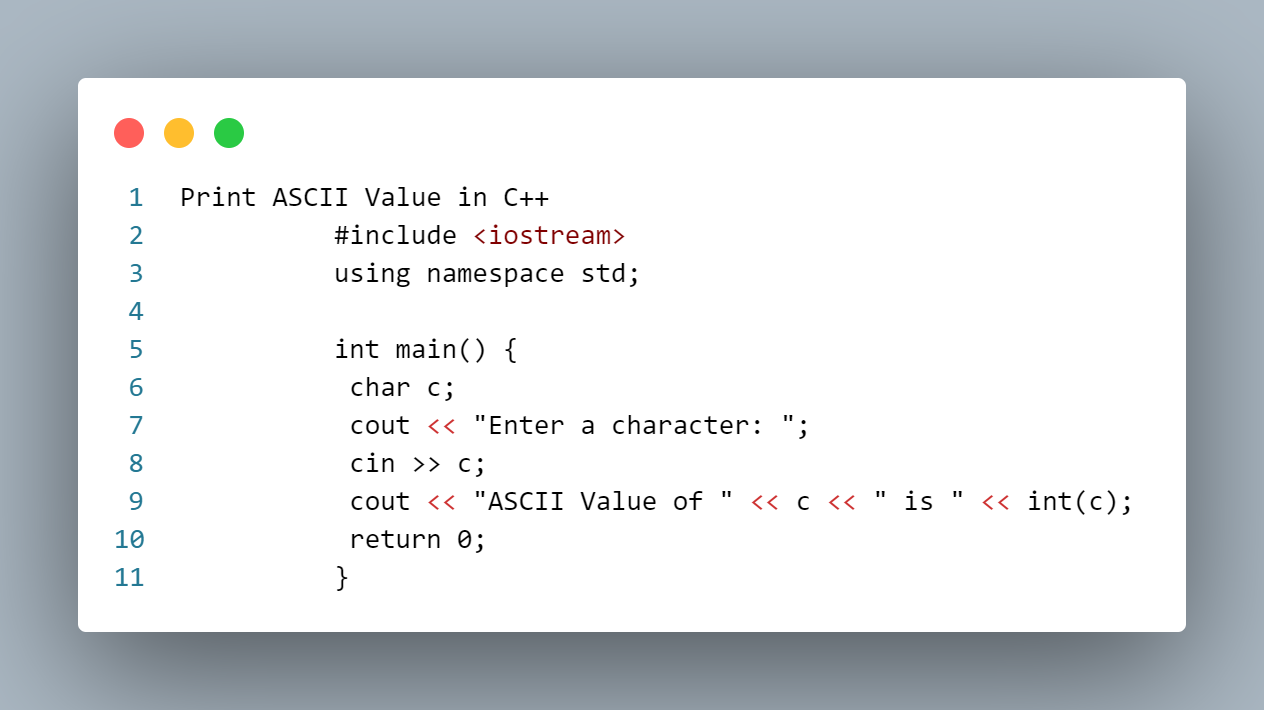 1 Print ASCII Value in C++
2 #include <iostream>
3 using namespace std;
4
5 int main() {
6 char c;
7 cout << "Enter a character: ";
8 cin >> c;
9 cout << "ASCII Value of " << c << " is " << int(c);
10 return 0;
11 }